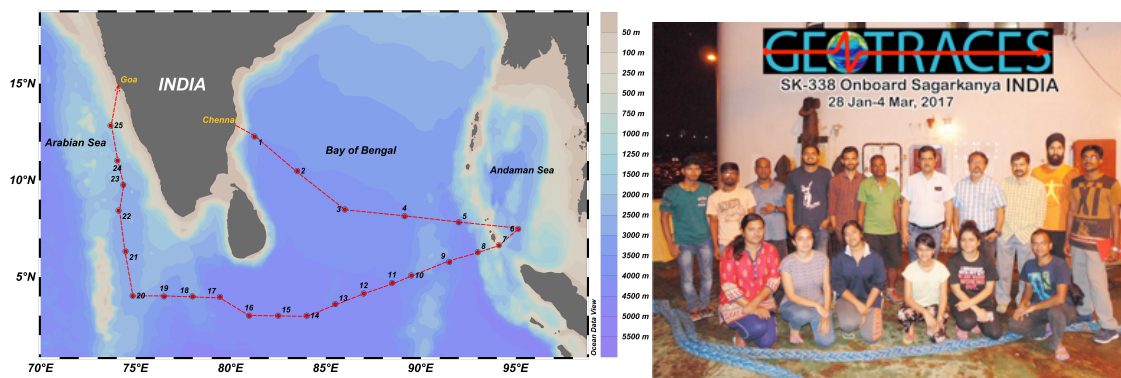 15°N
10°N
5°N
70°E
75°E
80°E
85°E
90°E
95°E
Goa
INDIA
Chennai
Arabian Sea
Bay of Bengal
Andaman Sea
1
2
3
4
5
6
7
8
9
10
11
12
13
14
15
16
17
18
19
20
21
22
23
24
25
50 m
100 m
250 m
500 m
750 m
1000 m
1250 m
1500 m
2000 m
2500 m
3000 m
3500 m
4000 m
4500 m
5000 m
5500 m
Ocean Data View
GEOTRACES
SK-338 Onboard Sagarkanya INDIA
28 Jan-4 Mar, 2017